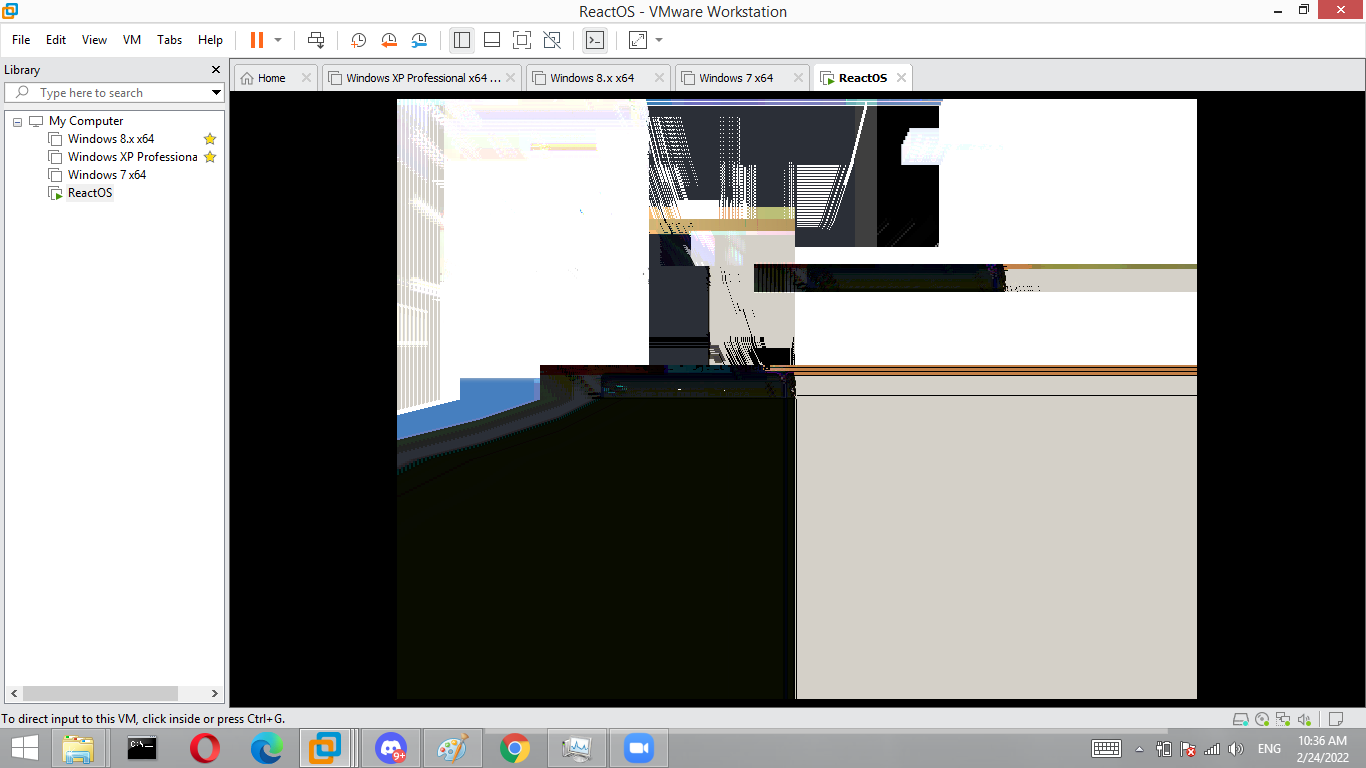 ReactOS - VMware Workstation
File Edit View VM Tabs Help
Library
Type here to search
My Computer
Windows 8.x x64
Windows XP Professiona
Windows 7 x64
ReactOS
Home
Windows XP Professional x64 ...
Windows 8.x x64
Windows 7 x64
ReactOS
To direct input to this VM, click inside or press Ctrl+G.
C:\.
9+
ENG
10:36 AM
2/24/2022